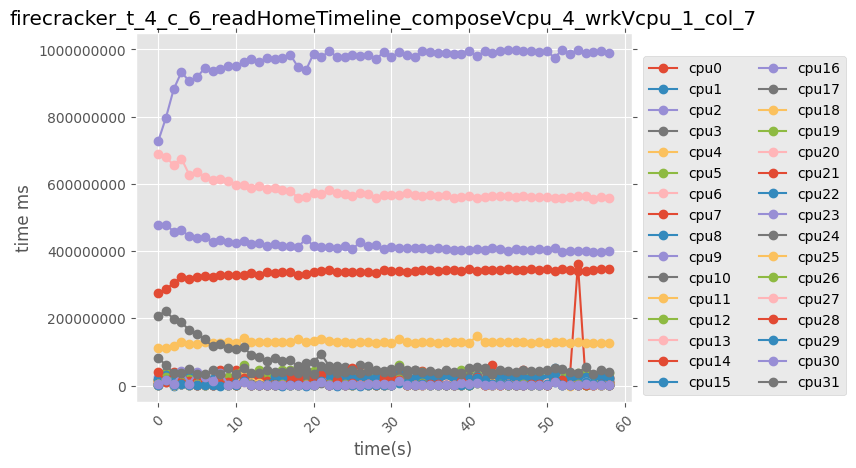 firecracker_t_4_c_6_readHomeTimeline_composeVcpu_4_wrkVcpu_1_col_7
1000000000
800000000
600000000
400000000
200000000
0
time ms
0
10
20
30
40
50
60
time(s)
cpu0
cpu1
cpu2
cpu3
cpu4
cpu5
cpu6
cpu7
cpu8
cpu9
cpu10
cpu11
cpu12
cpu13
cpu14
cpu15
cpu16
cpu17
cpu18
cpu19
cpu20
cpu21
cpu22
cpu23
cpu24
cpu25
cpu26
cpu27
cpu28
cpu29
cpu30
cpu31